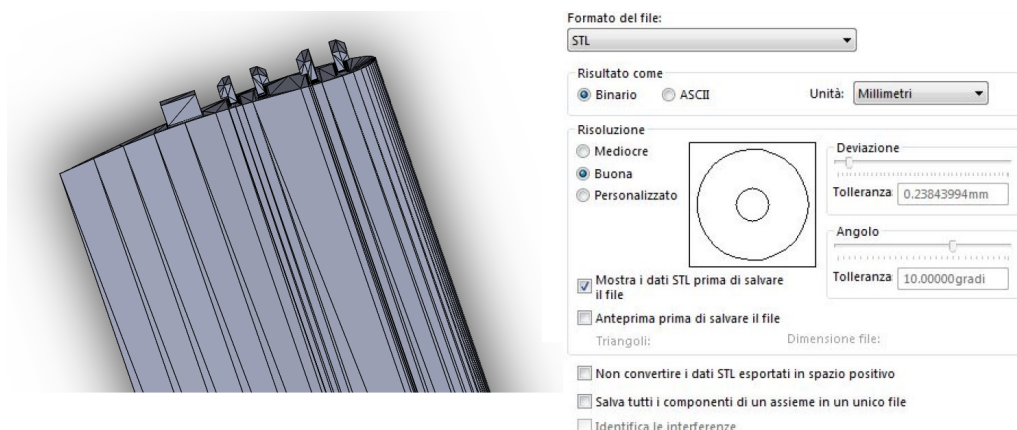 Formato del file:
STL
Risultato come
Binario ASCII Unità: Millimetri
Risoluzione
Mediocre
Buona
Personalizzato
Deviazione
Tolleranza: 0.23843994mm
Angolo
Tolleranza: 10.00000gradi
Mostra i dati STL prima di salvare
il file
Anteprima prima di salvare il file
Triangoli: Dimensione file:
Non convertire i dati STL esportati in spazio positivo
Salva tutti i componenti di un assieme in un unico file
Identifica le interferenze